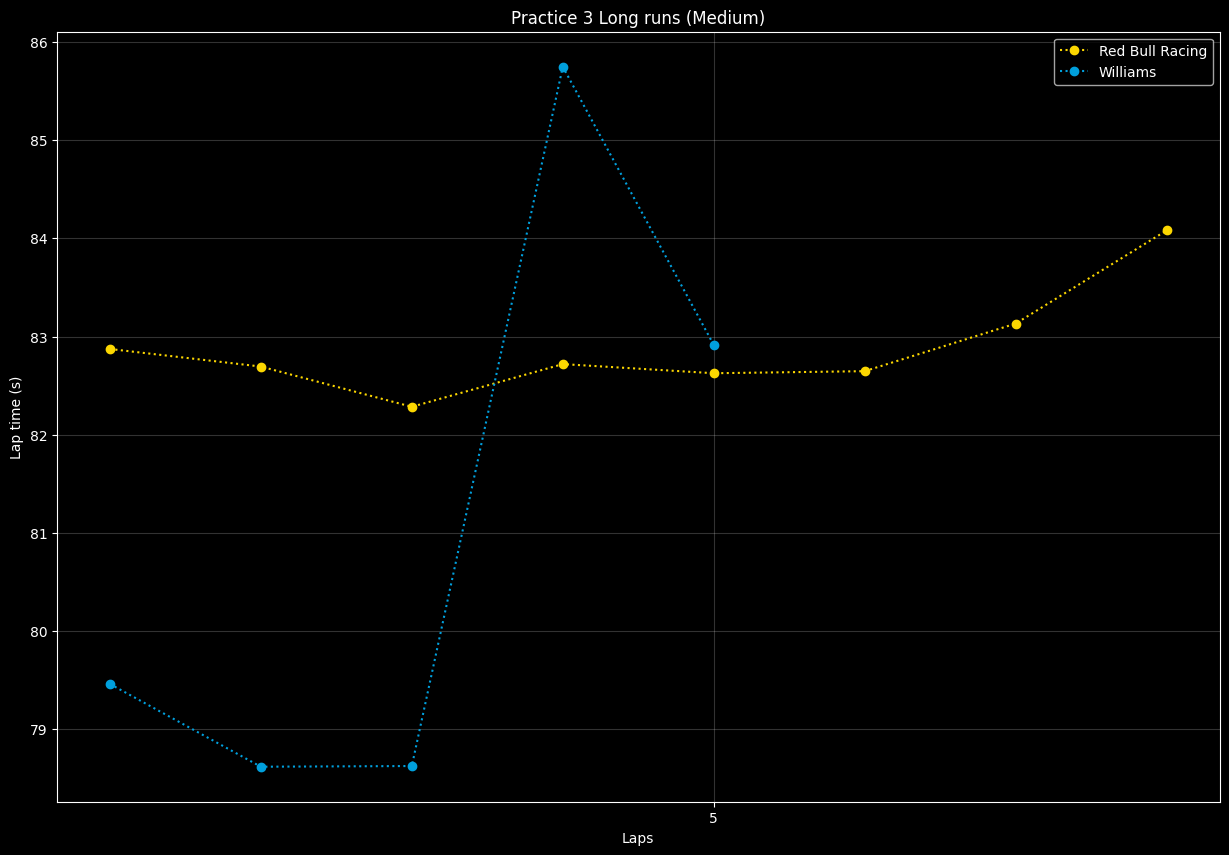 Practice 3 Long runs (Medium)
Red Bull Racing
Williams
86
85
84
83
82
81
80
79
Lap time (s)
5
Laps